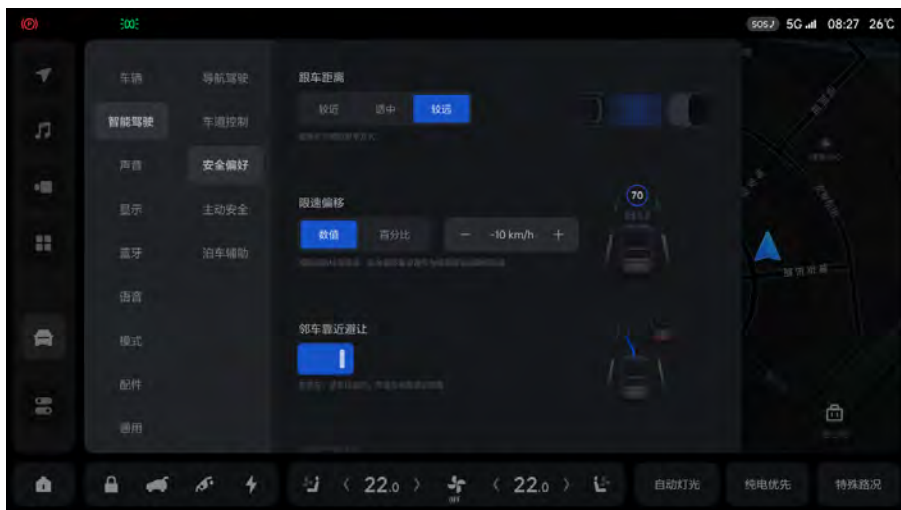 SOS 5G 08:27 26℃
车辆
智能驾驶
声音
显示
蓝牙
语音
模式
配件
通用
导航驾驶
车道控制
安全偏好
主动安全
泊车辅助
跟车距离
较近 适中 较远
限速偏移
数值 百分比 − -10 km/h +
70
邻车靠近避让
22.0
OFF
22.0
自动灯光
纯电优先
特殊路况